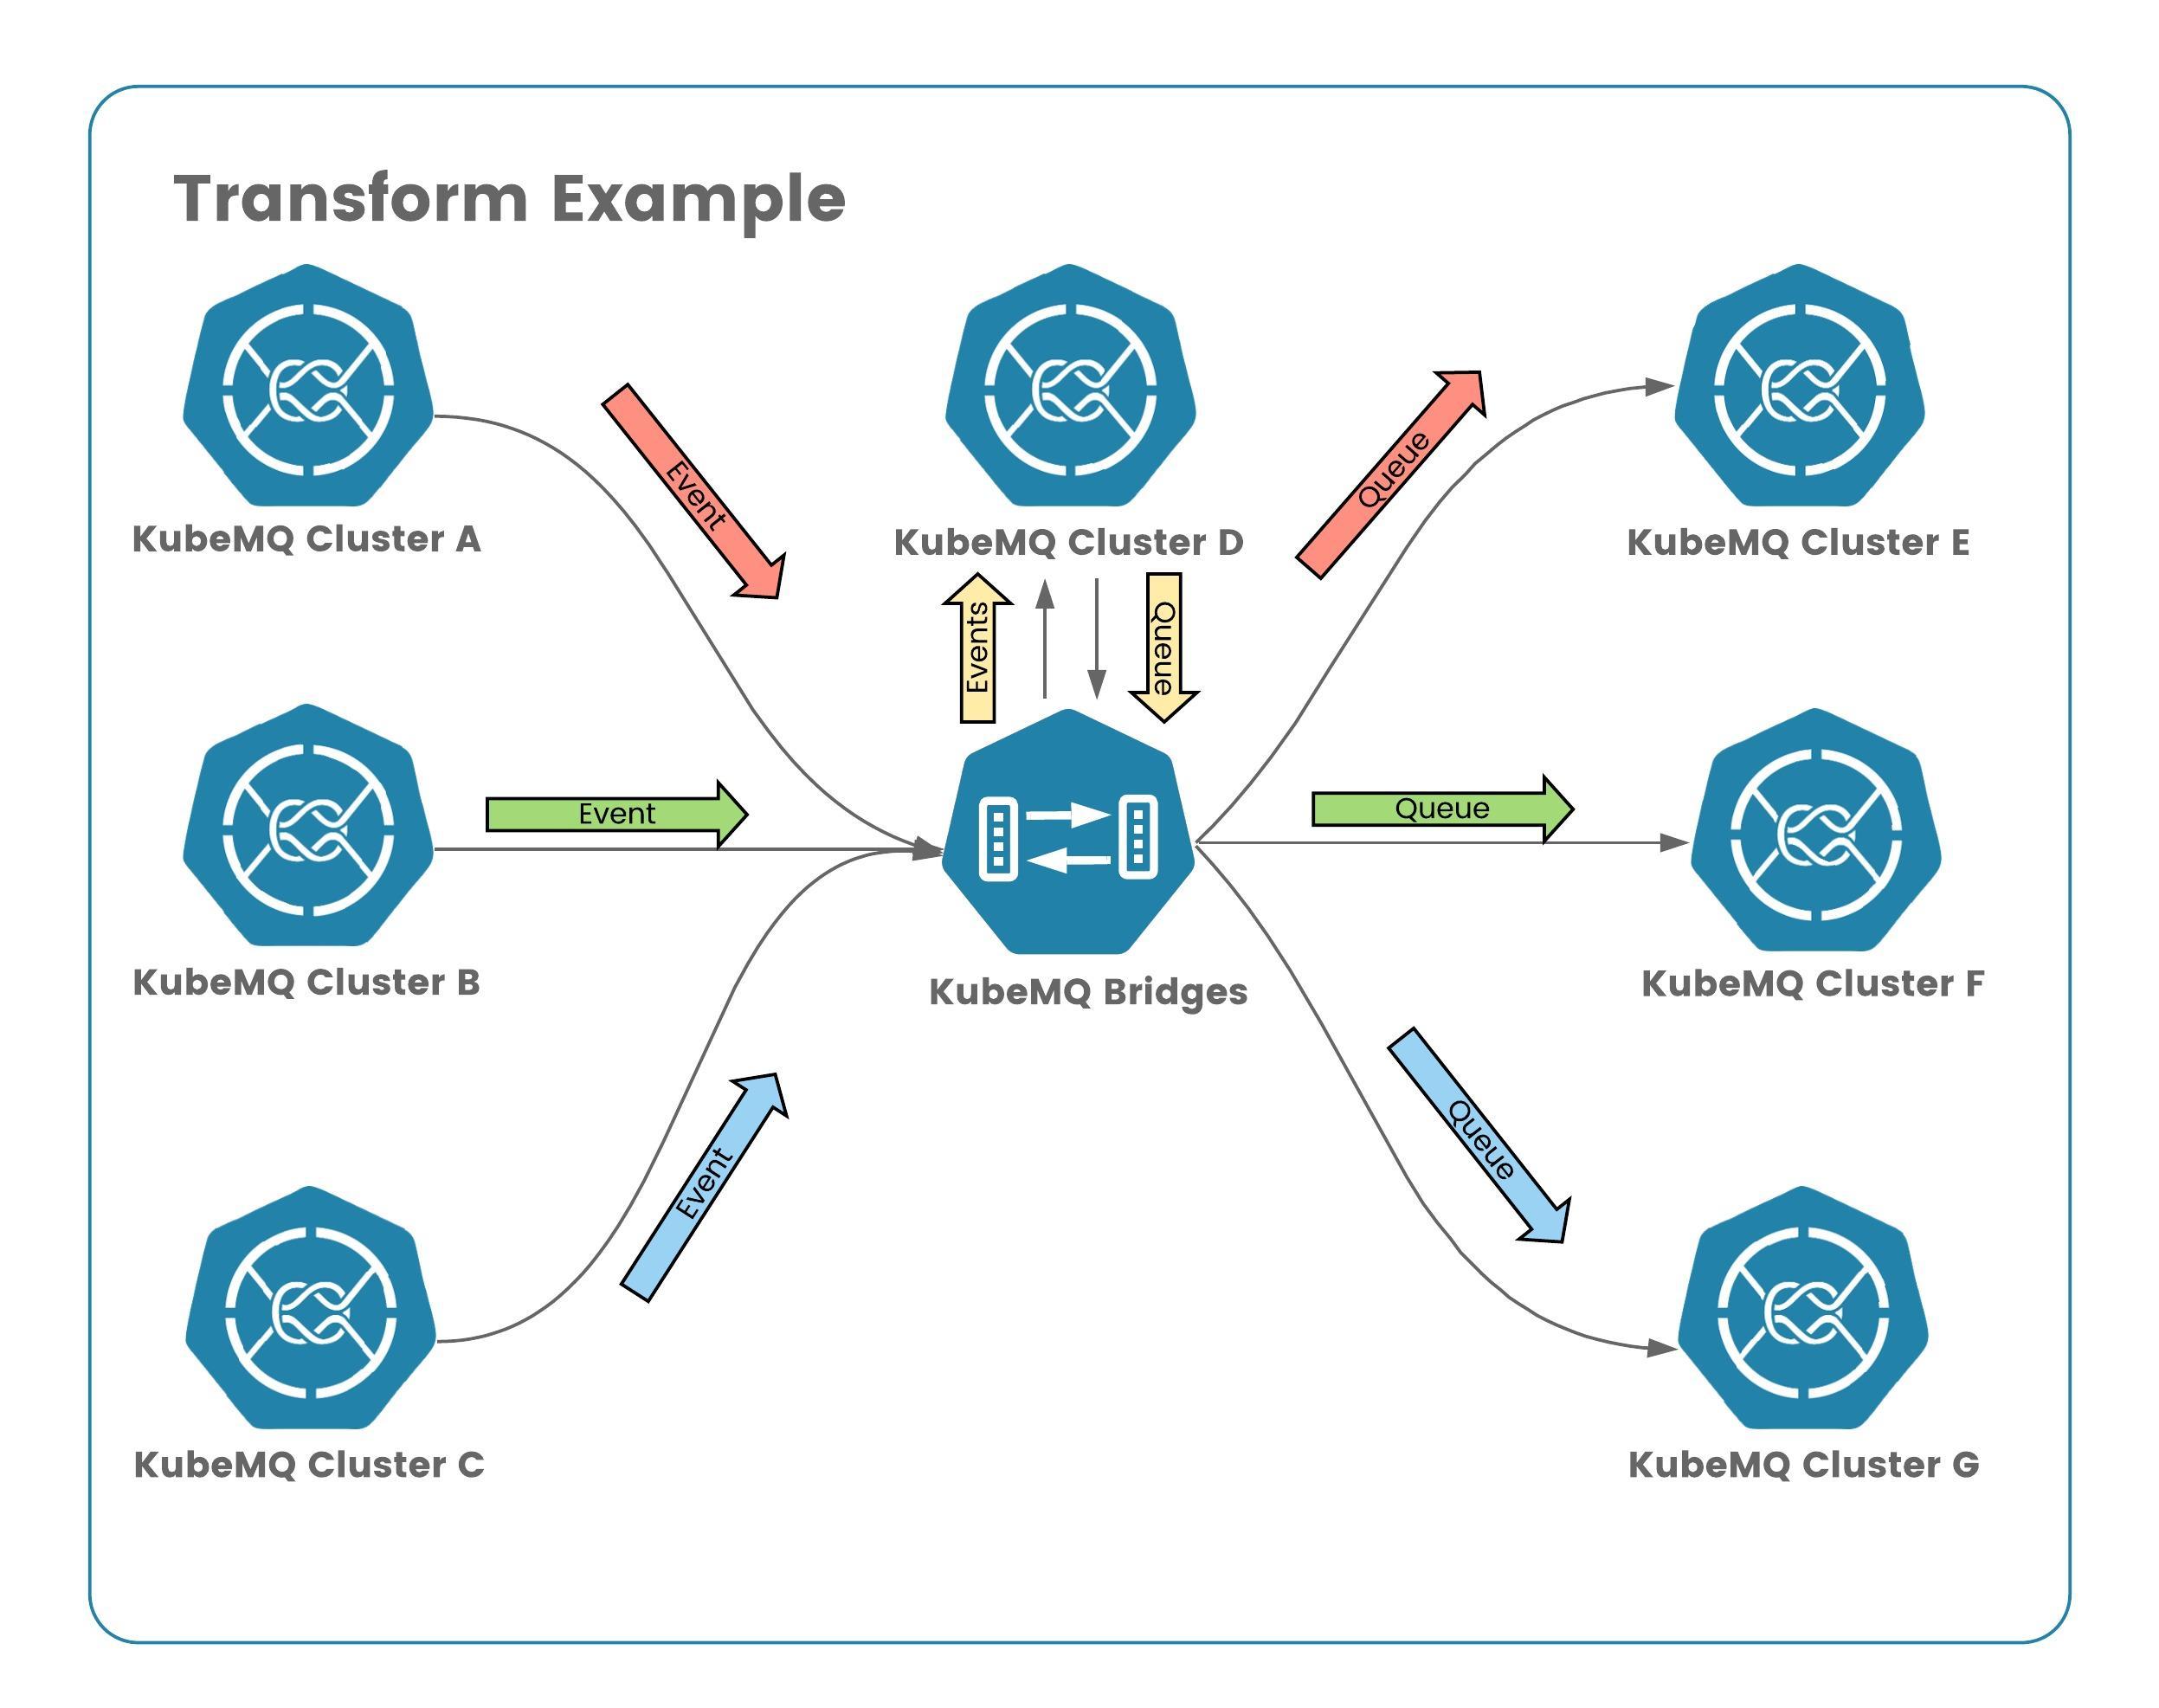 Transform Example
KubeMQ Cluster A
Event
KubeMQ Cluster D
Queue
KubeMQ Cluster E
Events
Queue
Event
Queue
KubeMQ Cluster B
KubeMQ Bridges
KubeMQ Cluster F
Event
Queue
KubeMQ Cluster C
KubeMQ Cluster G